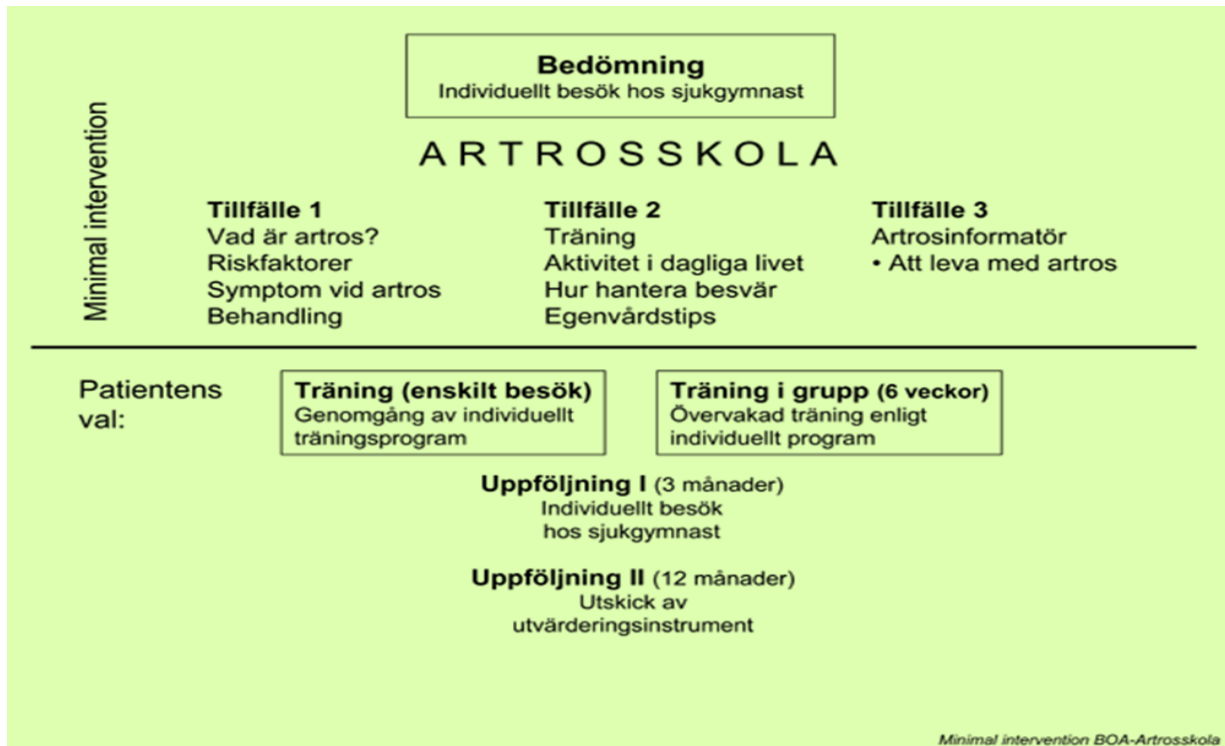 Bedömning
Individuellt besök hos sjukgymnast
Minimal intervention
ARTROSSKOLA
Tillfälle 1
Vad är artros?
Riskfaktorer
Symptom vid artros
Behandling
Tillfälle 2
Träning
Aktivitet i dagliga livet
Hur hantera besvär
Egenvårdstips
Tillfälle 3
Artrosinformatör
• Att leva med artros
Patientens
val:
Träning (enskilt besök)
Genomgång av individuellt
träningsprogram
Träning i grupp (6 veckor)
Övervakad träning enligt
individuellt program
Uppföljning I (3 månader)
Individuellt besök
hos sjukgymnast
Uppföljning II (12 månader)
Utskick av
utvärderingsinstrument
Minimal intervention BOA-Artrosskola